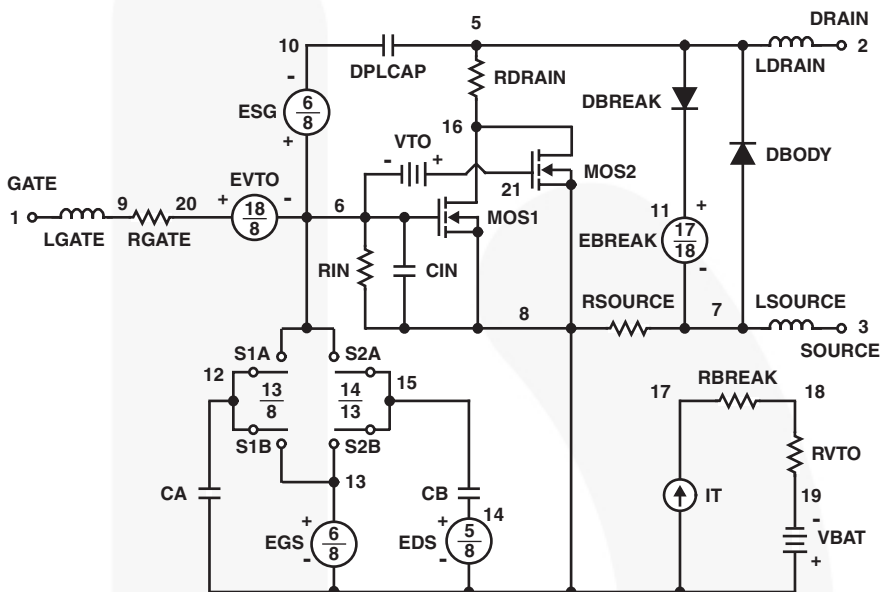 DRAIN
5
10
2
DPLCAP
LDRAIN
RDRAIN
-
ESG
6
8
+
DBREAK
16
VTO
- +
DBODY
MOS2
GATE
EVTO
21
9
20
+
18
8
-
6
MOS1
11
+
1
LGATE
RGATE
EBREAK
17
18
-
RIN
CIN
8
RSOURCE
7
LSOURCE
3
SOURCE
S1A
S2A
12
13
8
14
13
15
RBREAK
17
18
S1B
S2B
RVTO
13
CA
CB
IT
19
-
VBAT
+
14
+
EGS
6
8
-
+
EDS
5
8
-